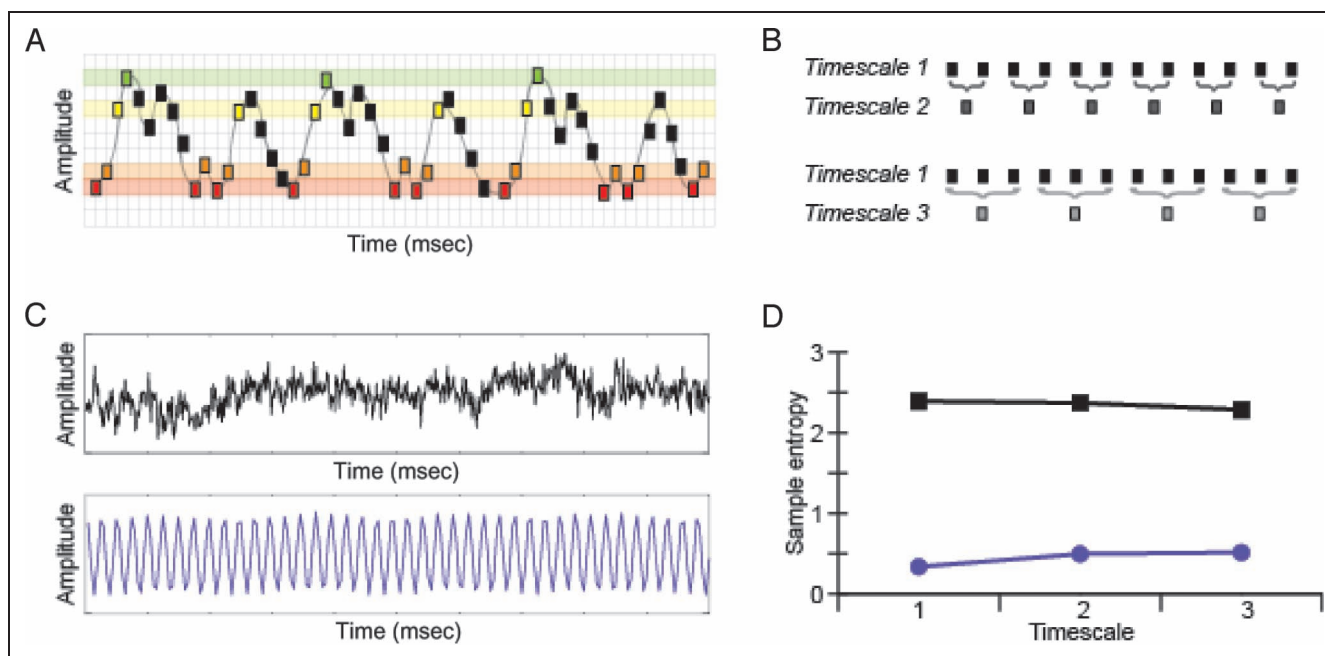 A
Amplitude
Time (msec)
B
Timescale 1
Timescale 2
Timescale 1
Timescale 3
C
Amplitude
Time (msec)
Amplitude
Time (msec)
D
Sample entropy
3
2
1
0
1 2 3
Timescale